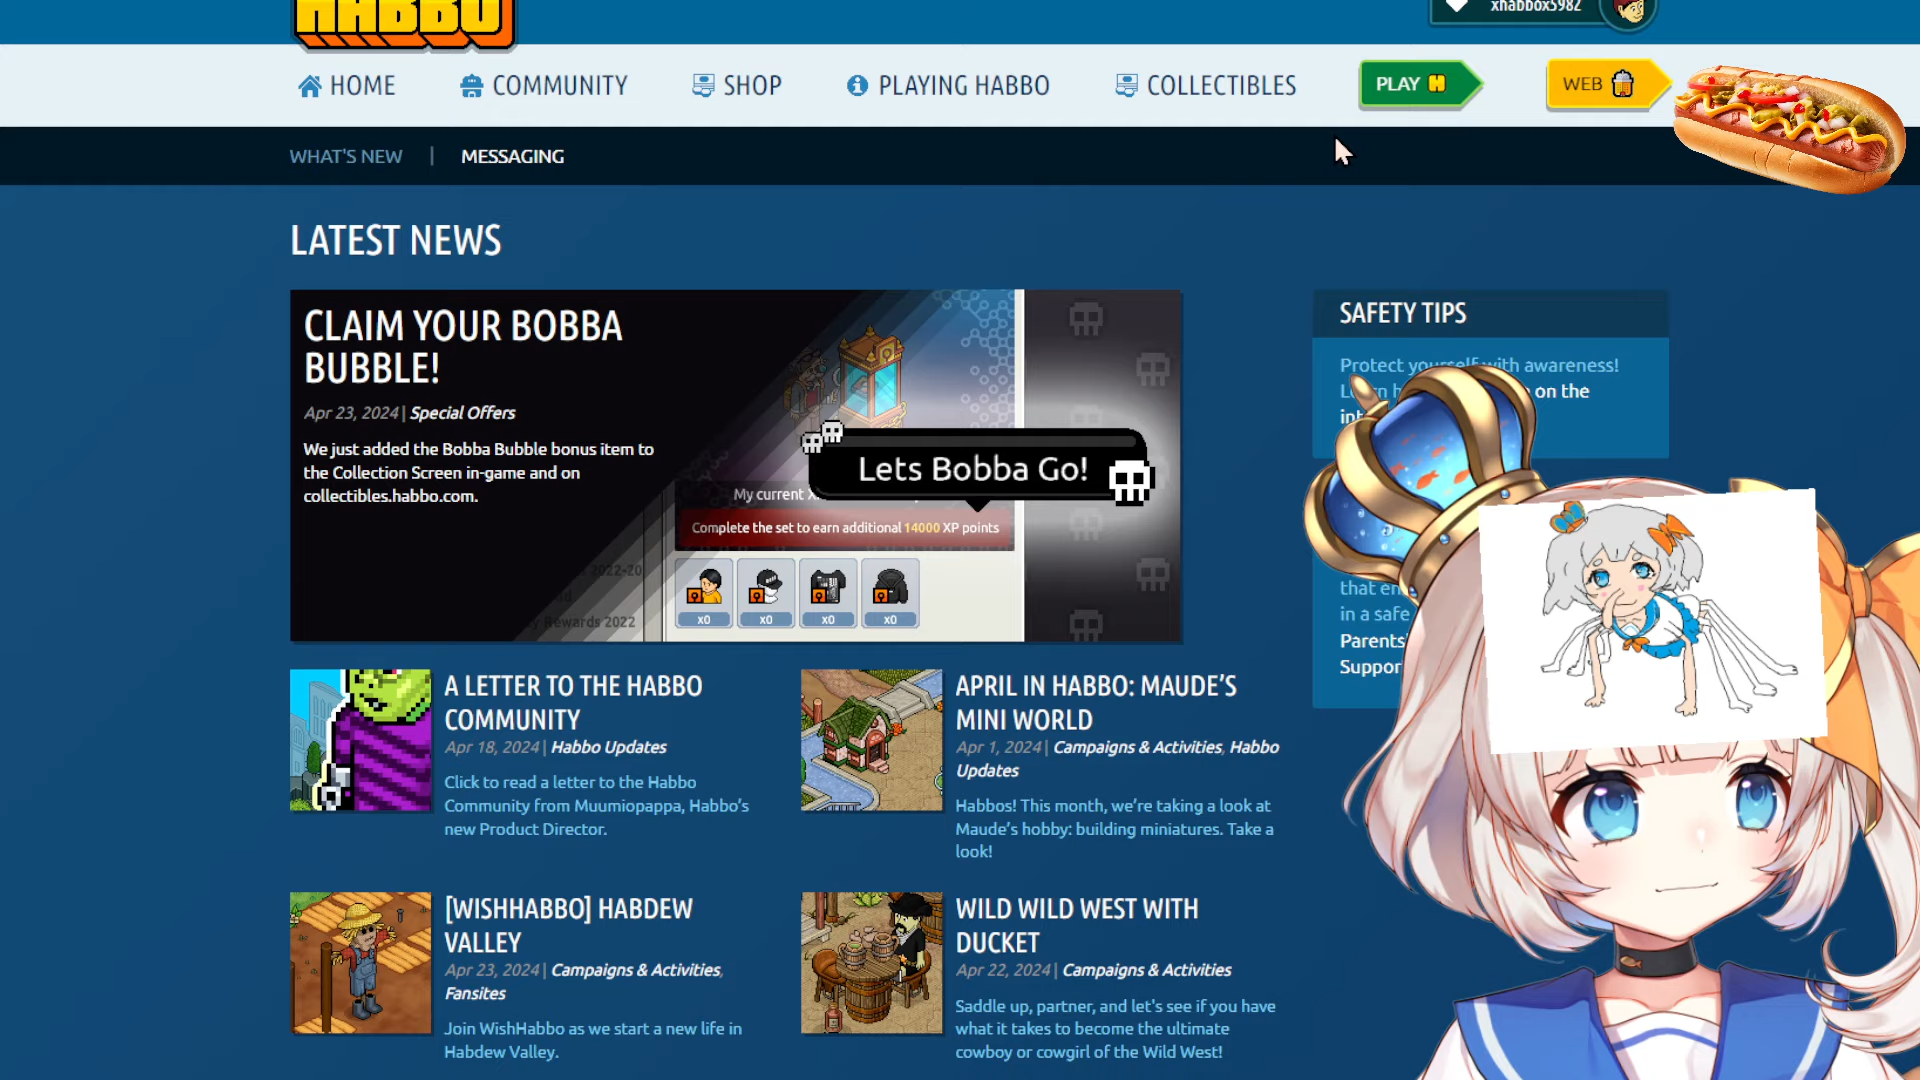 HABBO
xhabbox5982
HOME
COMMUNITY
SHOP
PLAYING HABBO
COLLECTIBLES
PLAY
WEB
WHAT'S NEW | MESSAGING
LATEST NEWS
CLAIM YOUR BOBBA
BUBBLE!
Apr 23, 2024 | Special Offers
We just added the Bobba Bubble bonus item to
the Collection Screen in-game and on
collectibles.habbo.com.
Lets Bobba Go!
My current
Complete the set to earn additional 14000 XP points
Rewards 2022
x0
x0
x0
x0
SAFETY TIPS
Protect yourself with awareness!
on the
that
in a safe
Parents
A LETTER TO THE HABBO
COMMUNITY
Apr 18, 2024 | Habbo Updates
Click to read a letter to the Habbo
Community from Muumiopappa, Habbo’s
new Product Director.
APRIL IN HABBO: MAUDE’S
MINI WORLD
Apr 1, 2024 | Campaigns & Activities, Habbo
Updates
Habbos! This month, we’re taking a look at
Maude’s hobby: building miniatures. Take a
look!
[WISHHABBO] HABDEW
VALLEY
Apr 23, 2024 | Campaigns & Activities,
Fansites
Join WishHabbo as we start a new life in
Habdew Valley.
WILD WILD WEST WITH
DUCKET
Apr 22, 2024 | Campaigns & Activities
Saddle up, partner, and let's see if you have
what it takes to become the ultimate
cowboy or cowgirl of the Wild West!